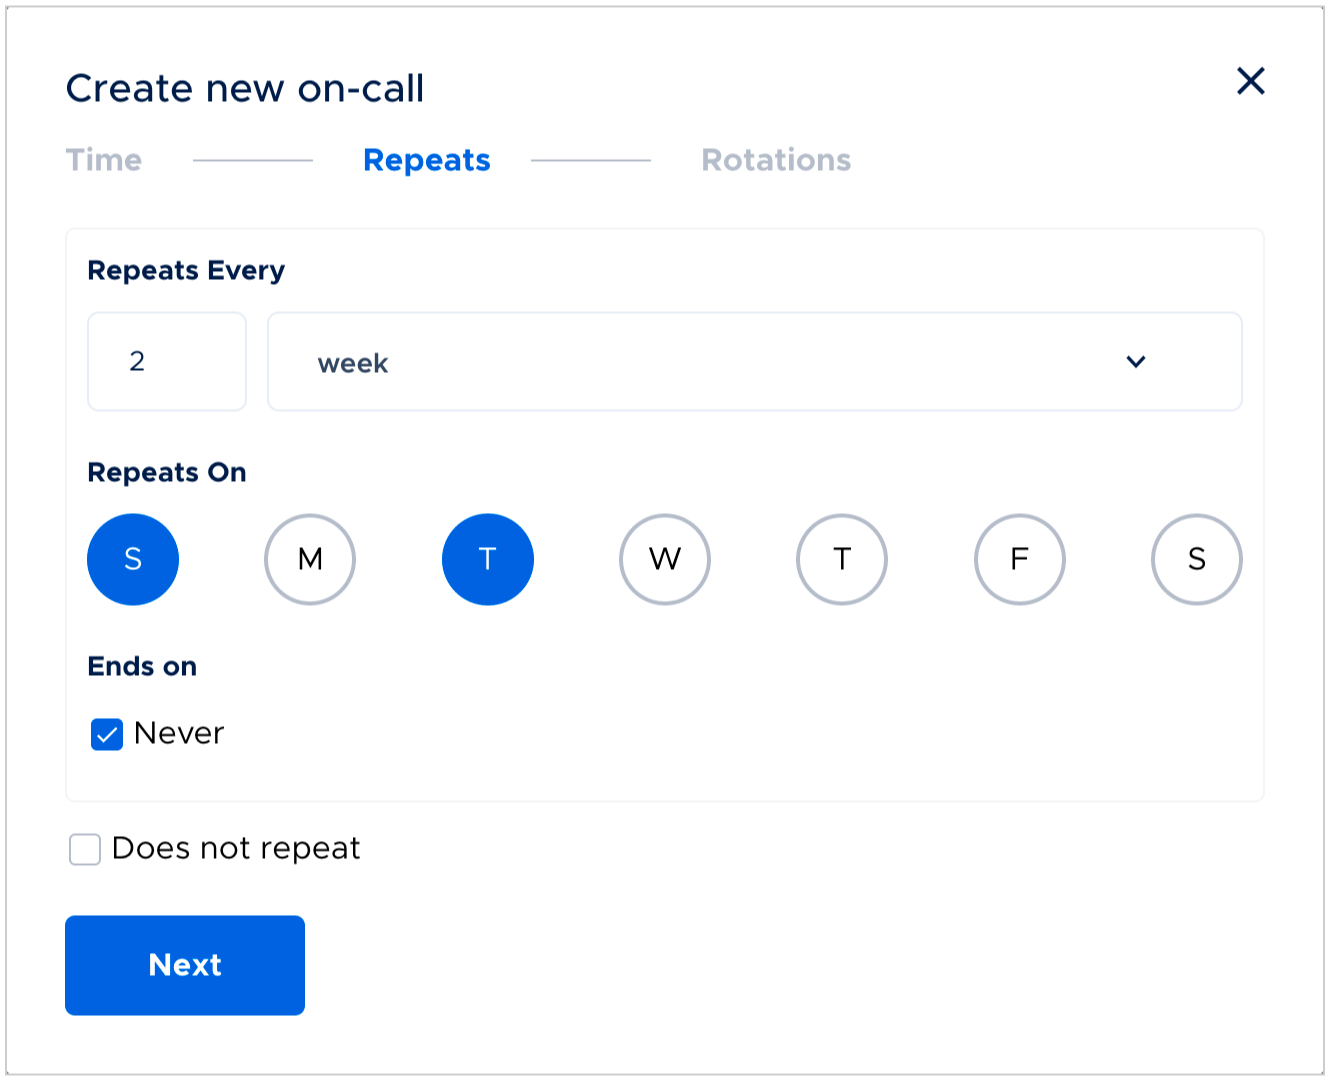 Create new on-call
Time Repeats Rotations
Repeats Every
2 week
Repeats On
S M T W T F S
Ends on
Never
Does not repeat
Next